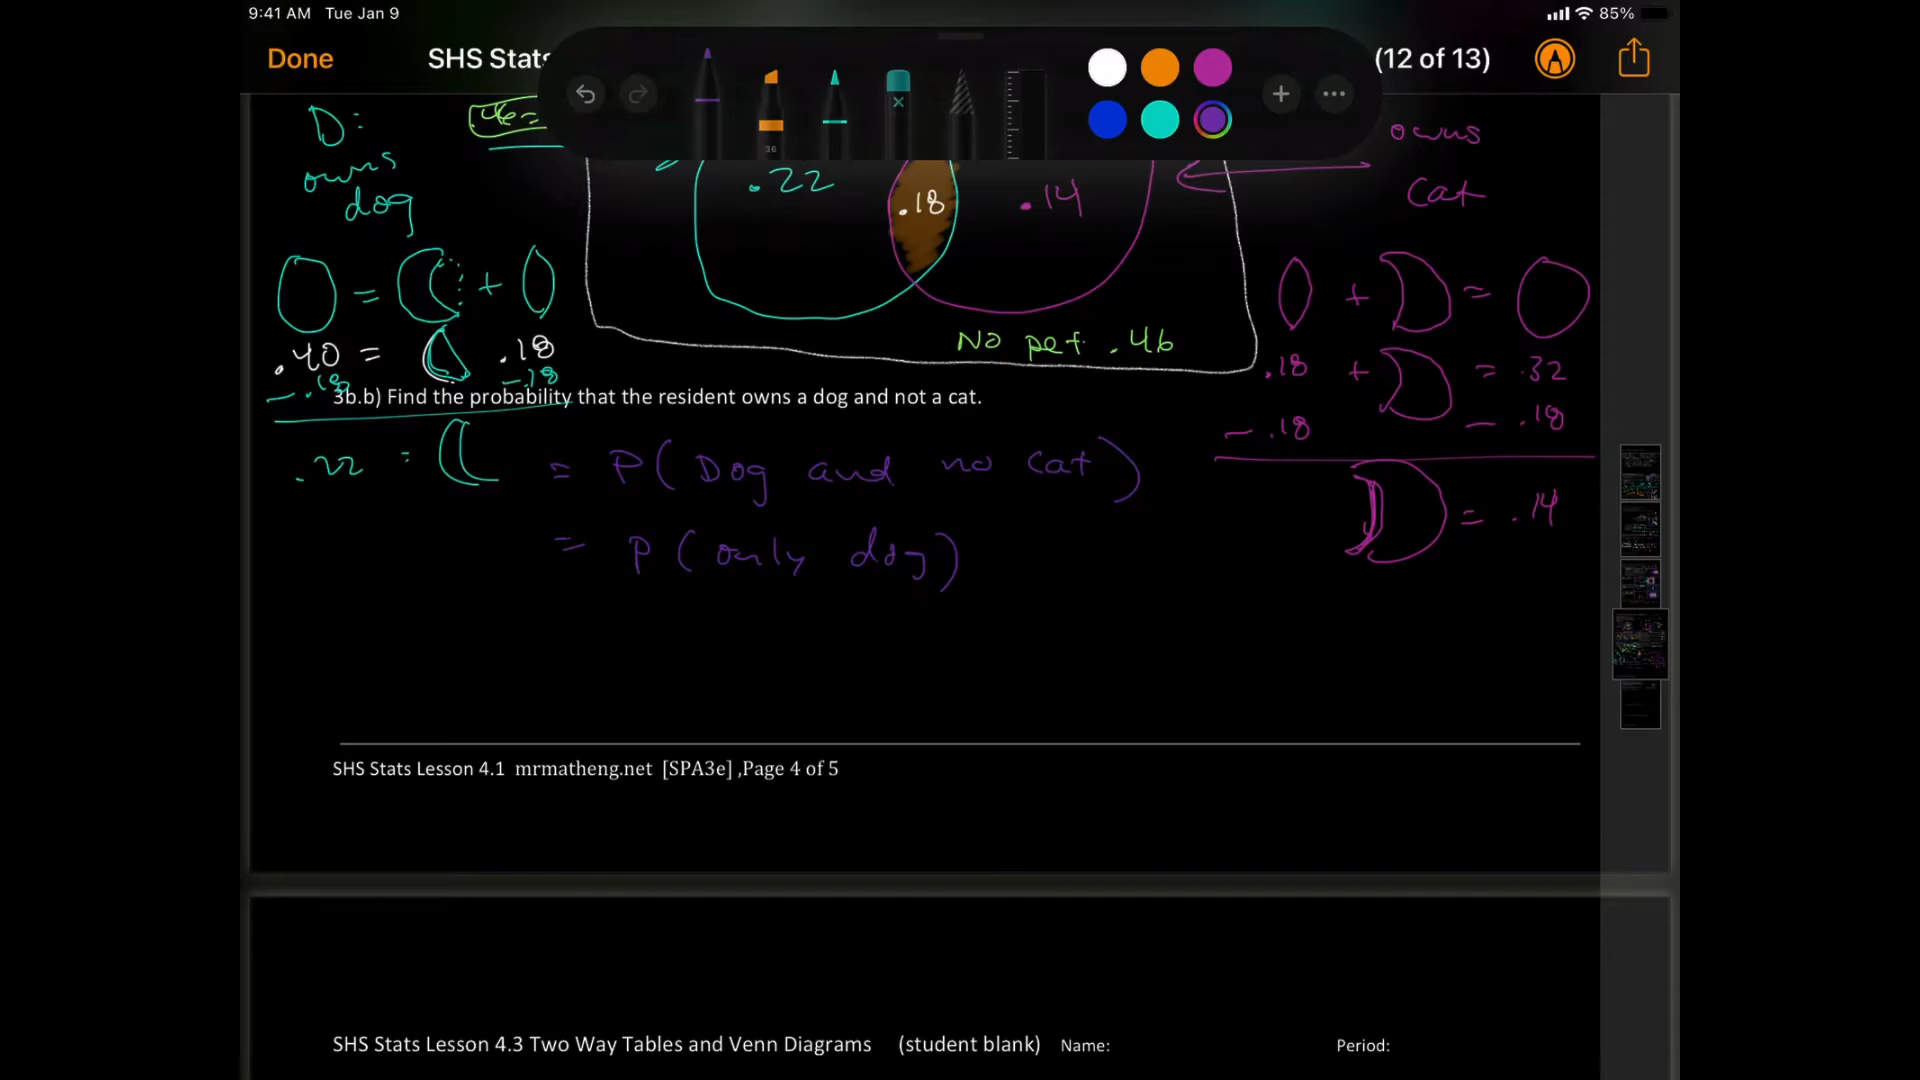 9:41 AM Tue Jan 9
85%
Done
SHS Stats
(12 of 13)
36
D:
owns
dog
.46=
.22
.18
.14
owns
cat
= +
+ =
No pet .46
.40 = .18
-.18 -.18
.18 + = .32
- .18 - .18
3b.b) Find the probability that the resident owns a dog and not a cat.
.22 = = P(Dog and no cat)
= .14
= P(only dog)
SHS Stats Lesson 4.1 mrmatheng.net [SPA3e] ,Page 4 of 5
SHS Stats Lesson 4.3 Two Way Tables and Venn Diagrams (student blank) Name: Period: